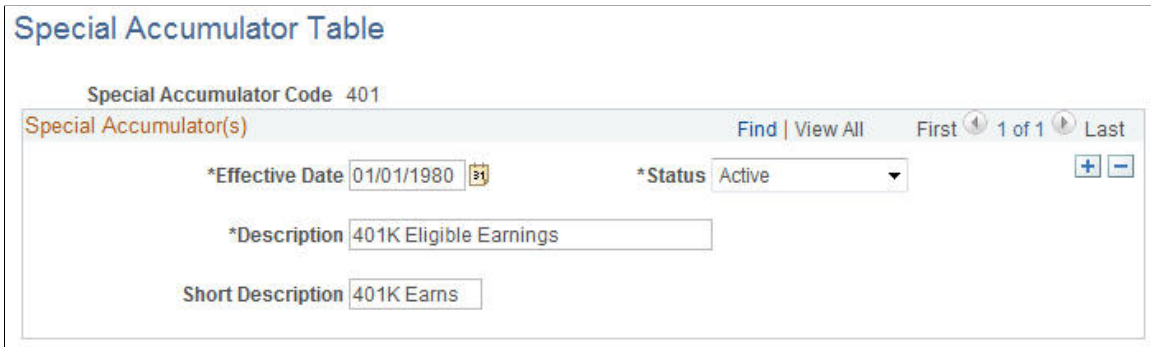 Special Accumulator Table
Special Accumulator Code 401
Special Accumulator(s) Find | View All First 1 of 1 Last
*Effective Date 01/01/1980 31 *Status Active
*Description 401K Eligible Earnings
Short Description 401K Earns